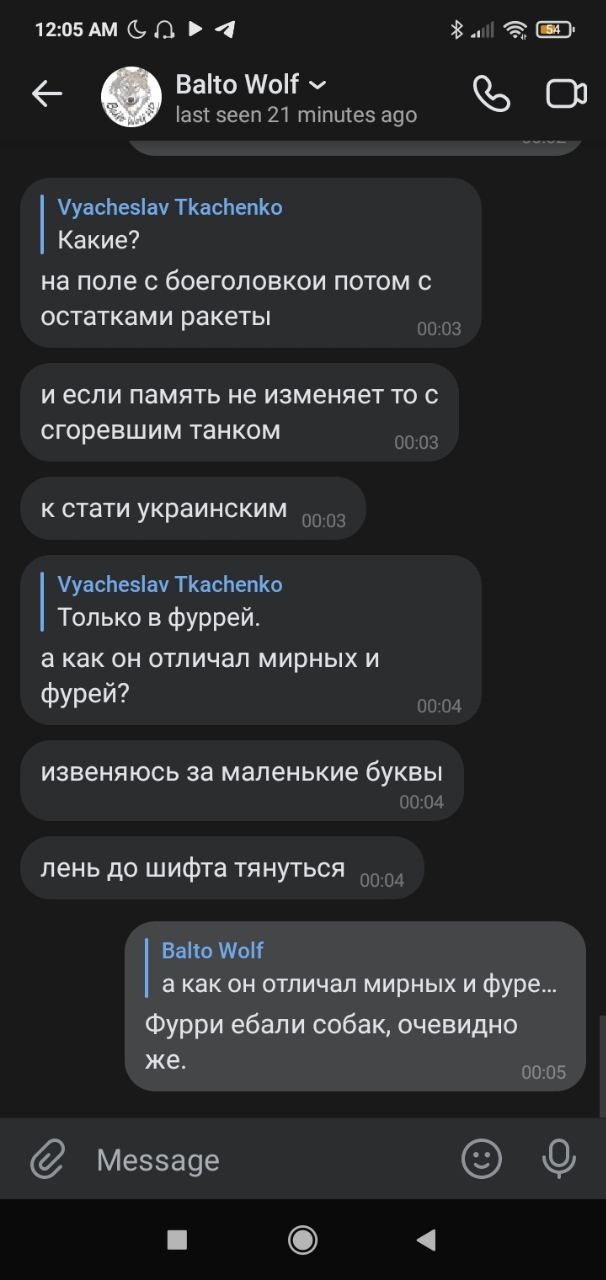 12:05 AM
54
Balto Wolf
last seen 21 minutes ago
Vyacheslav Tkachenko
Какие?
на поле с боеголовкои потом с
остатками ракеты
00:03
и если память не изменяет то с
сгоревшим танком
00:03
к стати украинским
00:03
Vyacheslav Tkachenko
Только в фуррей.
а как он отличал мирных и
фурей?
00:04
извеняюсь за маленькие буквы
00:04
лень до шифта тянуться
00:04
Balto Wolf
а как он отличал мирных и фуре...
Фурри ебали собак, очевидно
же.
00:05
Message